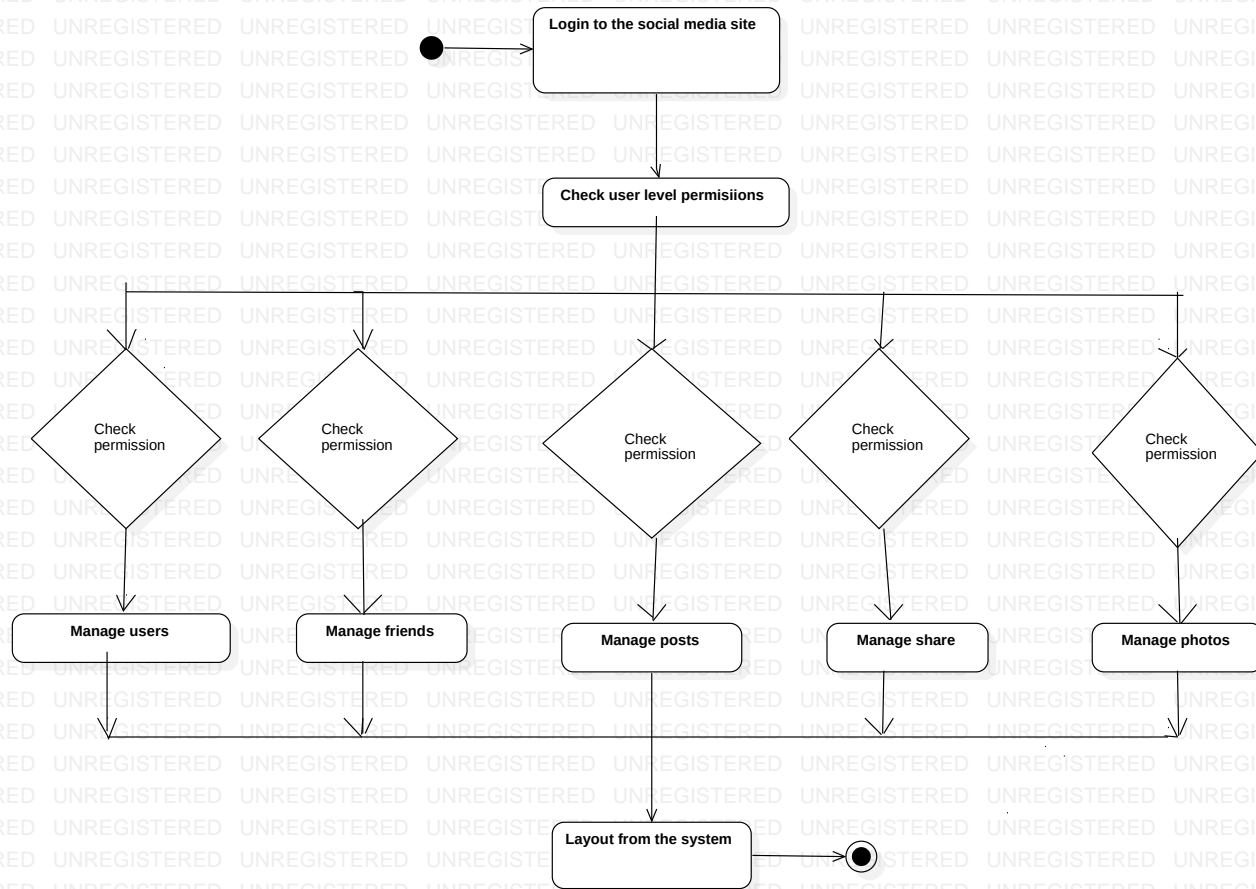 Login to the social media site
Check user level permisiions
Check
permission
Check
permission
Check
permission
Check
permission
Check
permission
Manage users
Manage friends
Manage posts
Manage share
Manage photos
Layout from the system
UNREGISTERED